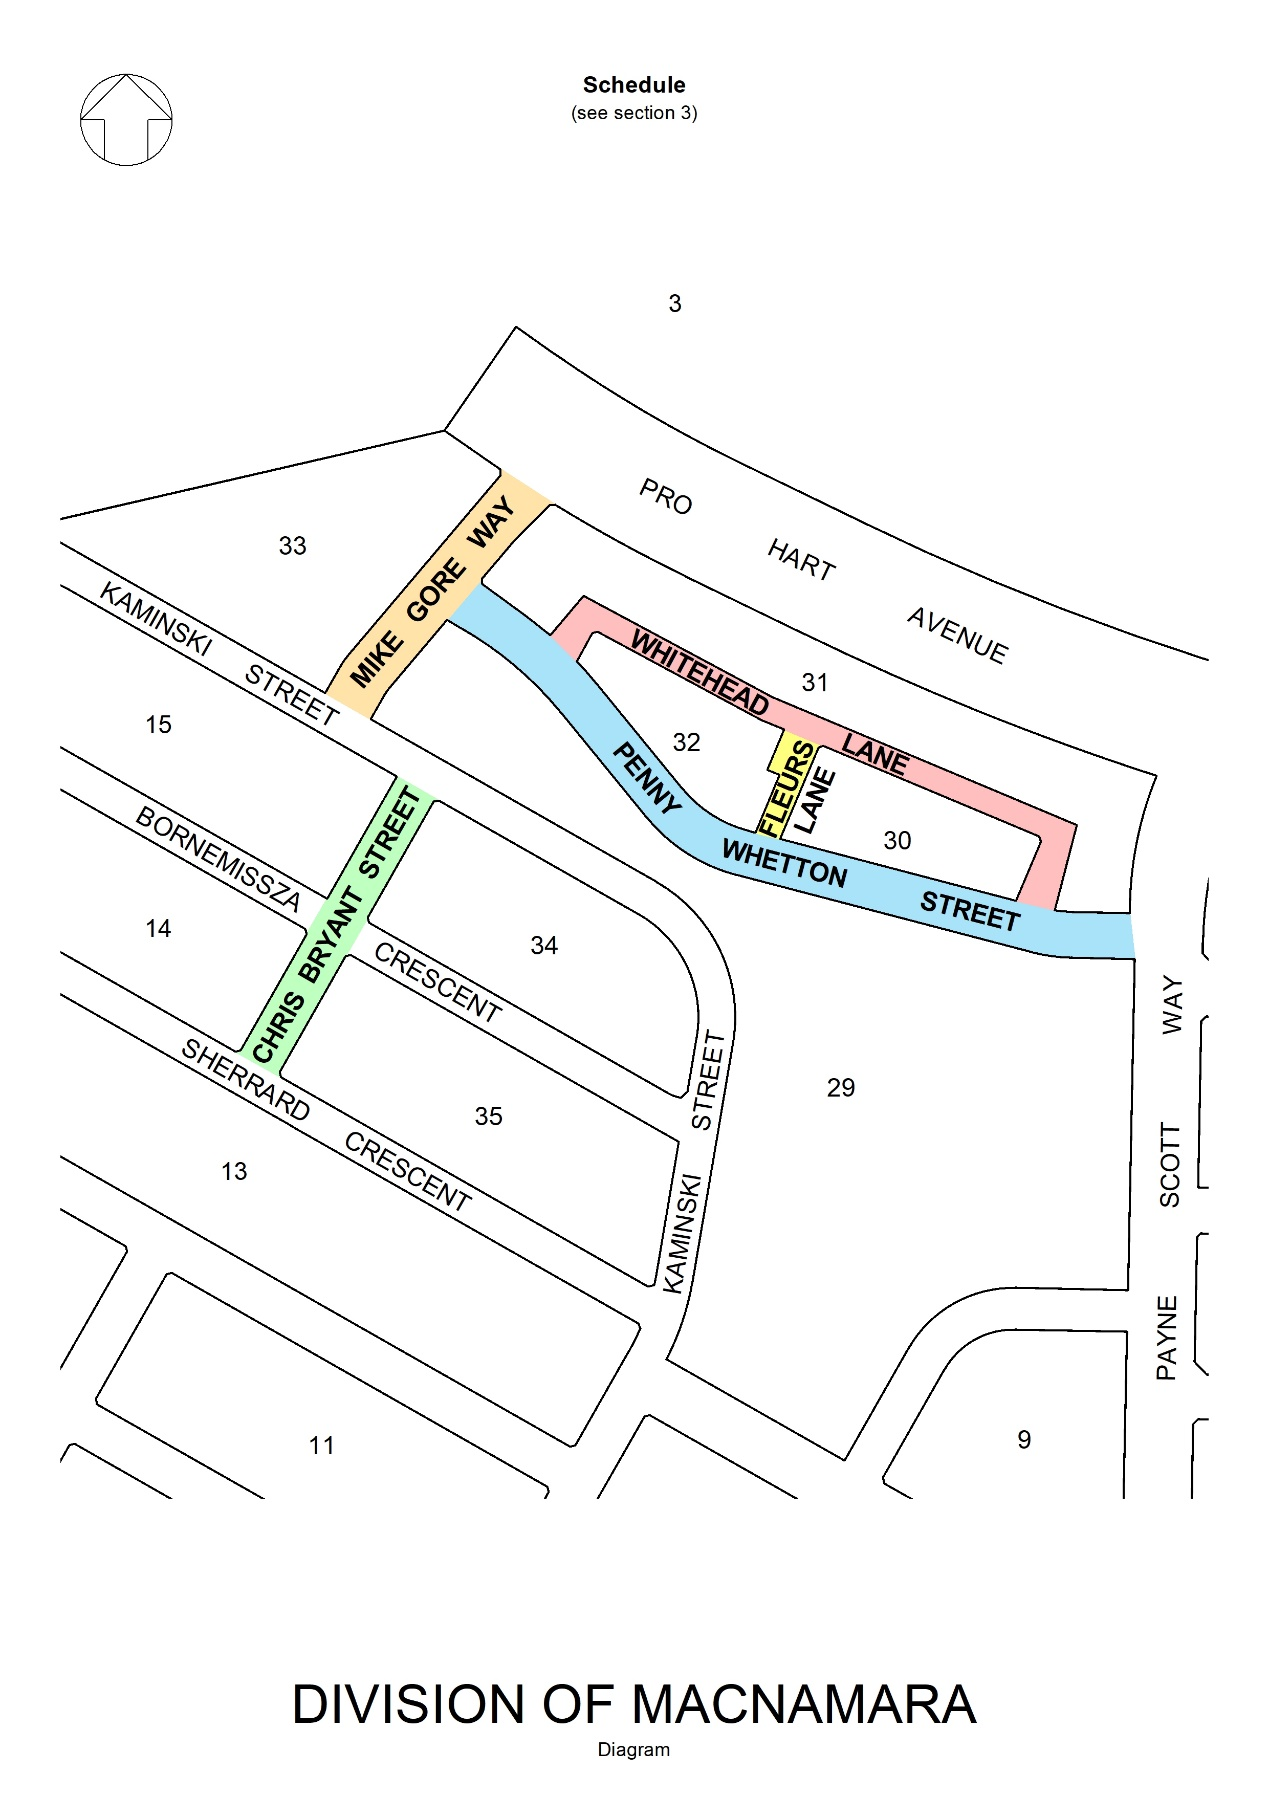 Schedule
(see section 3)
3
PRO HART AVENUE
33
MIKE GORE WAY
KAMINSKI STREET
WHITEHEAD LANE
31
32
FLEURS LANE
PENNY WHETTON STREET
30
15
BORNEMISSZA CRESCENT
CHRIS BRYANT STREET
14
34
SHERRARD CRESCENT
35
KAMINSKI STREET
29
PAYNE SCOTT WAY
13
11
9
DIVISION OF MACNAMARA
Diagram